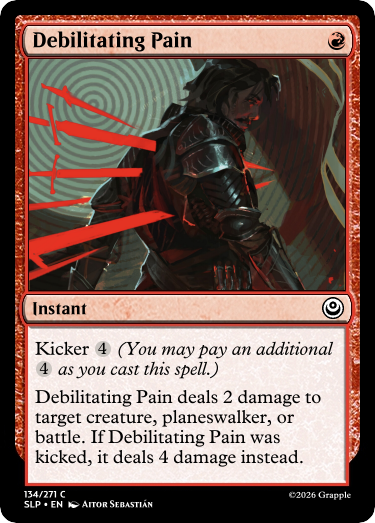 Debilitating Pain
Instant
Kicker 4 (You may pay an additional
4 as you cast this spell.)
Debilitating Pain deals 2 damage to
target creature, planeswalker, or
battle. If Debilitating Pain was
kicked, it deals 4 damage instead.
134/271 C
SLP • EN Aitor Sebastián
©2026 Grapple